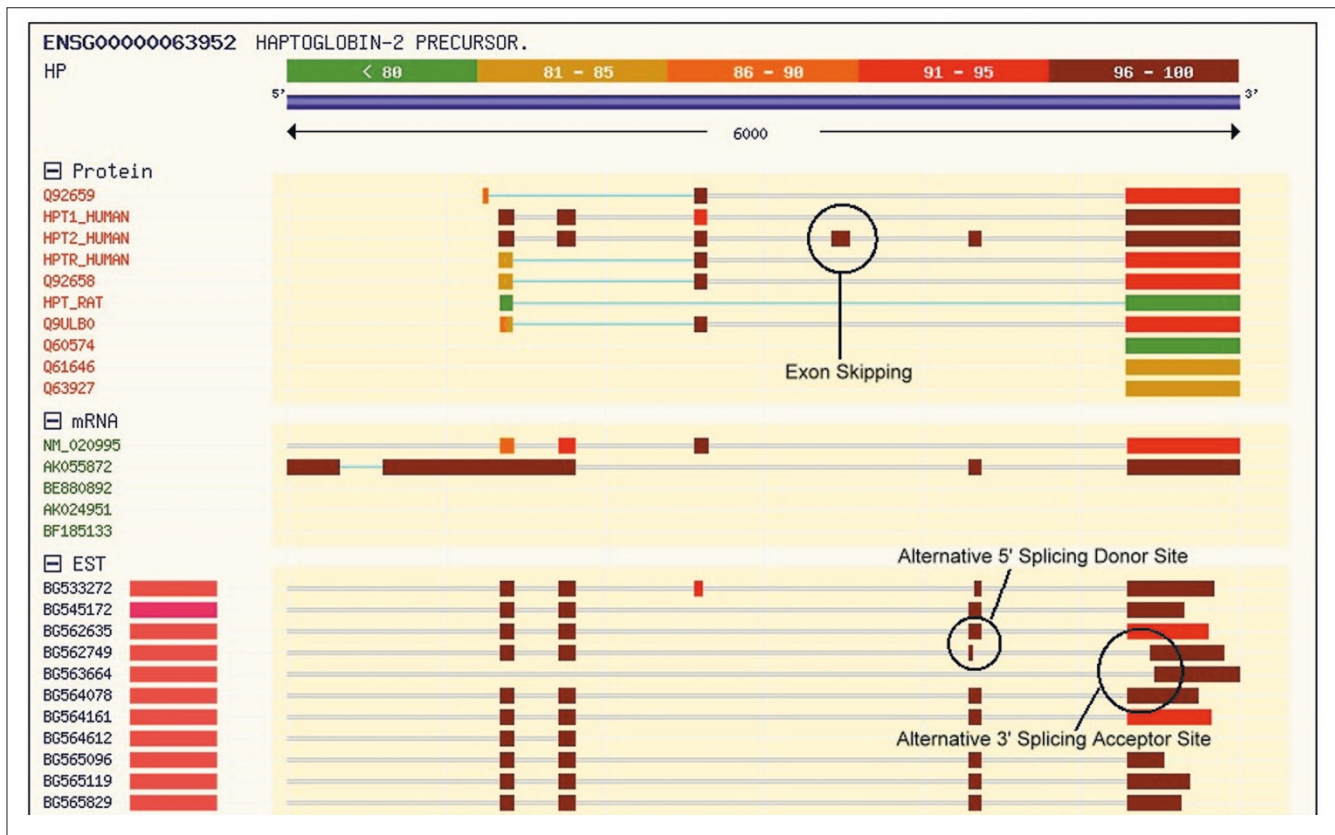 ENSG00000063952 HAPTOGLOBIN-2 PRECURSOR.
HP < 80 81 - 85 86 - 90 91 - 95 96 - 100
5' 3'
6000
Protein
Q92659
HPT1_HUMAN
HPT2_HUMAN
HPTR_HUMAN
Q92658
HPT_RAT
Q9ULB0
Q60574
Q61646
Q63927
Exon Skipping
mRNA
NM_020995
AK055872
BE880892
AK024951
BF185133
EST
Alternative 5' Splicing Donor Site
BG533272
BG545172
BG562635
BG562749
BG563664
BG564078
BG564161
BG564612
Alternative 3' Splicing Acceptor Site
BG565096
BG565119
BG565829